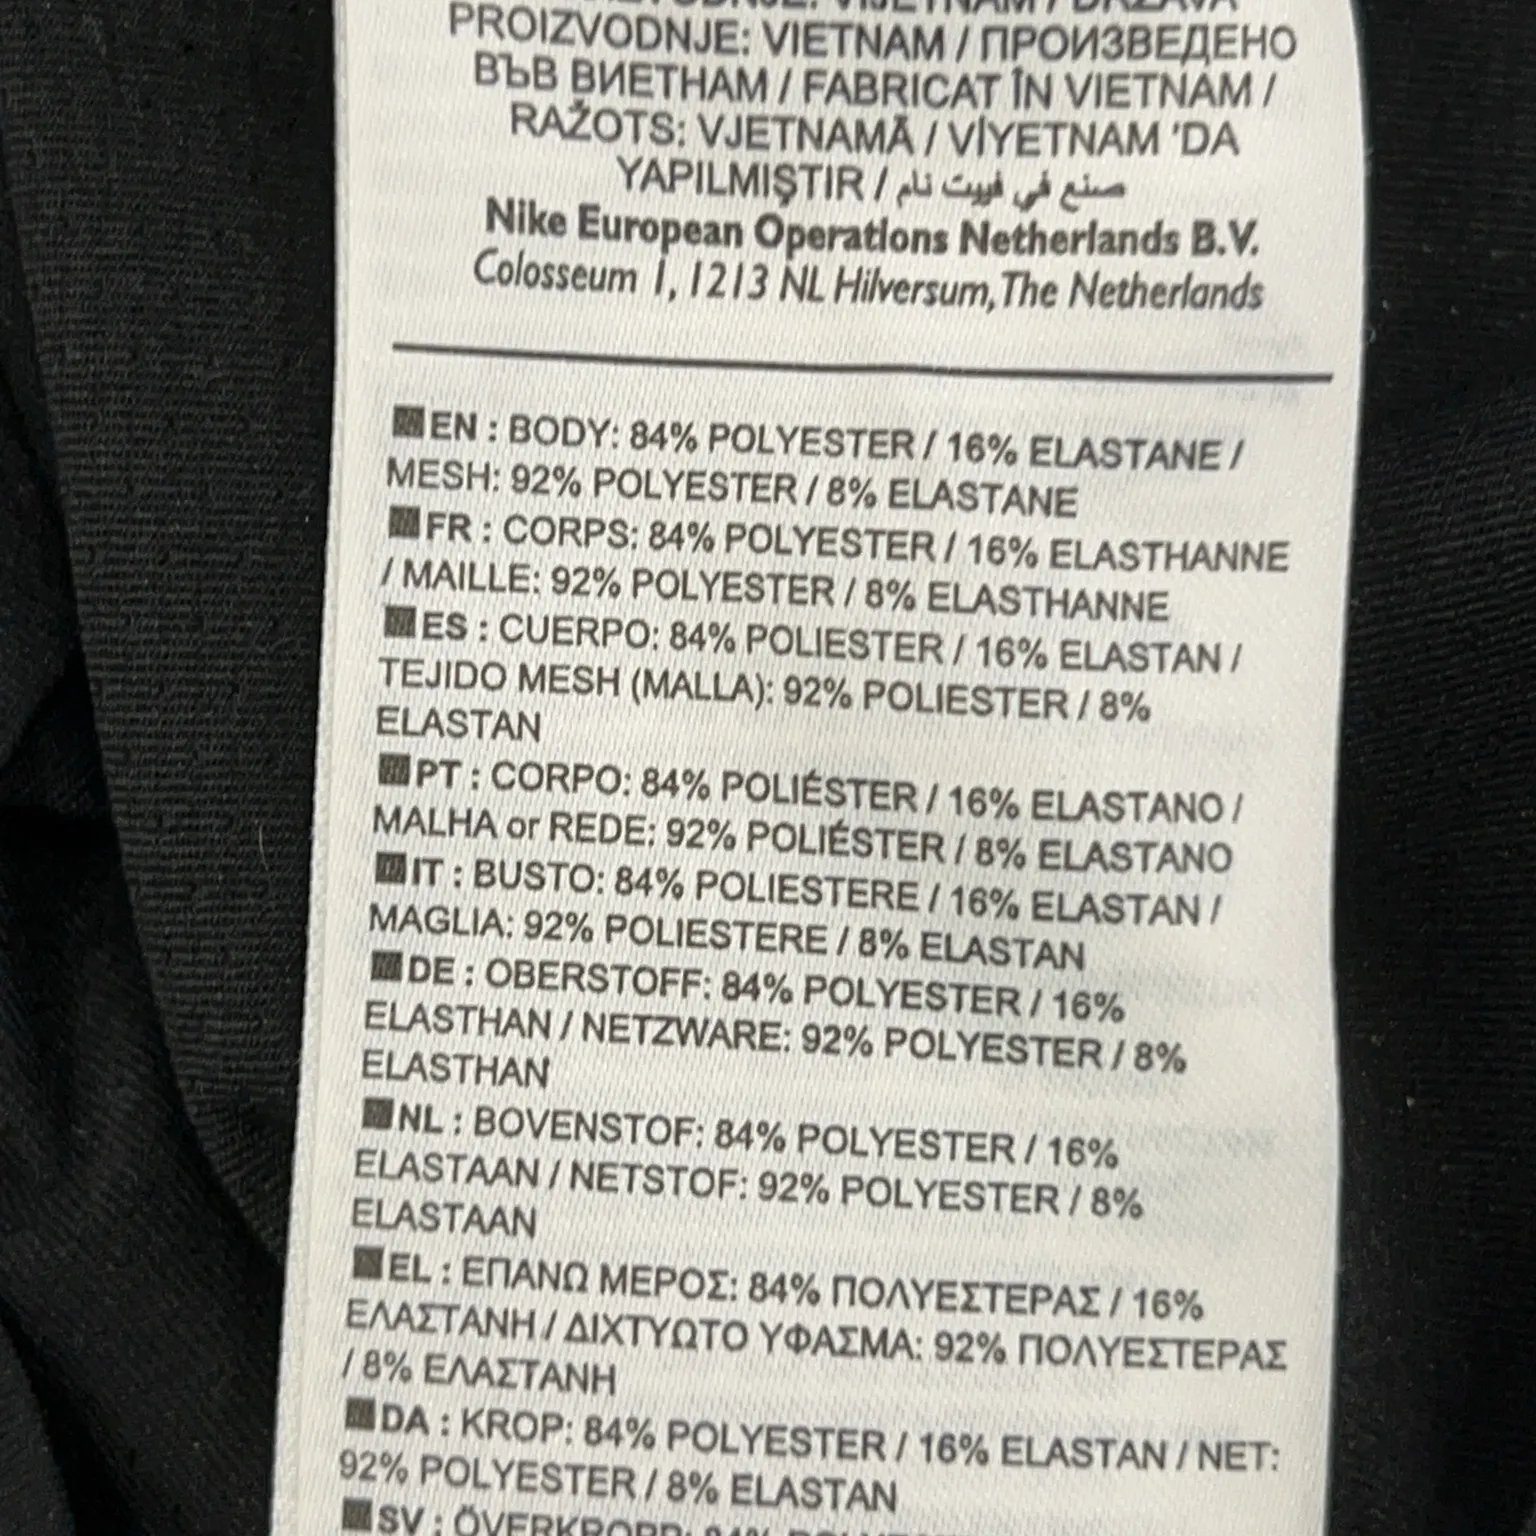 VIJETNAM / DRŽAVA
PROIZVODNJE: VIETNAM / ПРОИЗВЕДЕНО
ВЪВ ВИЕТНАМ / FABRICAT ÎN VIETNAM /
RAŽOTS: VJETNAMĀ / VİYETNAM 'DA
YAPILMIŞTIR / صنع في فييت نام
Nike European Operations Netherlands B.V.
Colosseum 1, 1213 NL Hilversum, The Netherlands
EN : BODY: 84% POLYESTER / 16% ELASTANE /
MESH: 92% POLYESTER / 8% ELASTANE
FR : CORPS: 84% POLYESTER / 16% ELASTHANNE
/ MAILLE: 92% POLYESTER / 8% ELASTHANNE
ES : CUERPO: 84% POLIESTER / 16% ELASTAN /
TEJIDO MESH (MALLA): 92% POLIESTER / 8%
ELASTAN
PT : CORPO: 84% POLIÉSTER / 16% ELASTANO /
MALHA or REDE: 92% POLIÉSTER / 8% ELASTANO
IT : BUSTO: 84% POLIESTERE / 16% ELASTAN /
MAGLIA: 92% POLIESTERE / 8% ELASTAN
DE : OBERSTOFF: 84% POLYESTER / 16%
ELASTHAN / NETZWARE: 92% POLYESTER / 8%
ELASTHAN
NL : BOVENSTOF: 84% POLYESTER / 16%
ELASTAAN / NETSTOF: 92% POLYESTER / 8%
ELASTAAN
EL : ΕΠΑΝΩ ΜΕΡΟΣ: 84% ΠΟΛΥΕΣΤΕΡΑΣ / 16%
ΕΛΑΣΤΑΝΗ / ΔΙΧΤΥΩΤΟ ΥΦΑΣΜΑ: 92% ΠΟΛΥΕΣΤΕΡΑΣ
/ 8% ΕΛΑΣΤΑΝΗ
DA : KROP: 84% POLYESTER / 16% ELASTAN / NET:
92% POLYESTER / 8% ELASTAN
SV : ÖVERKROPP: 84% POLYESTER